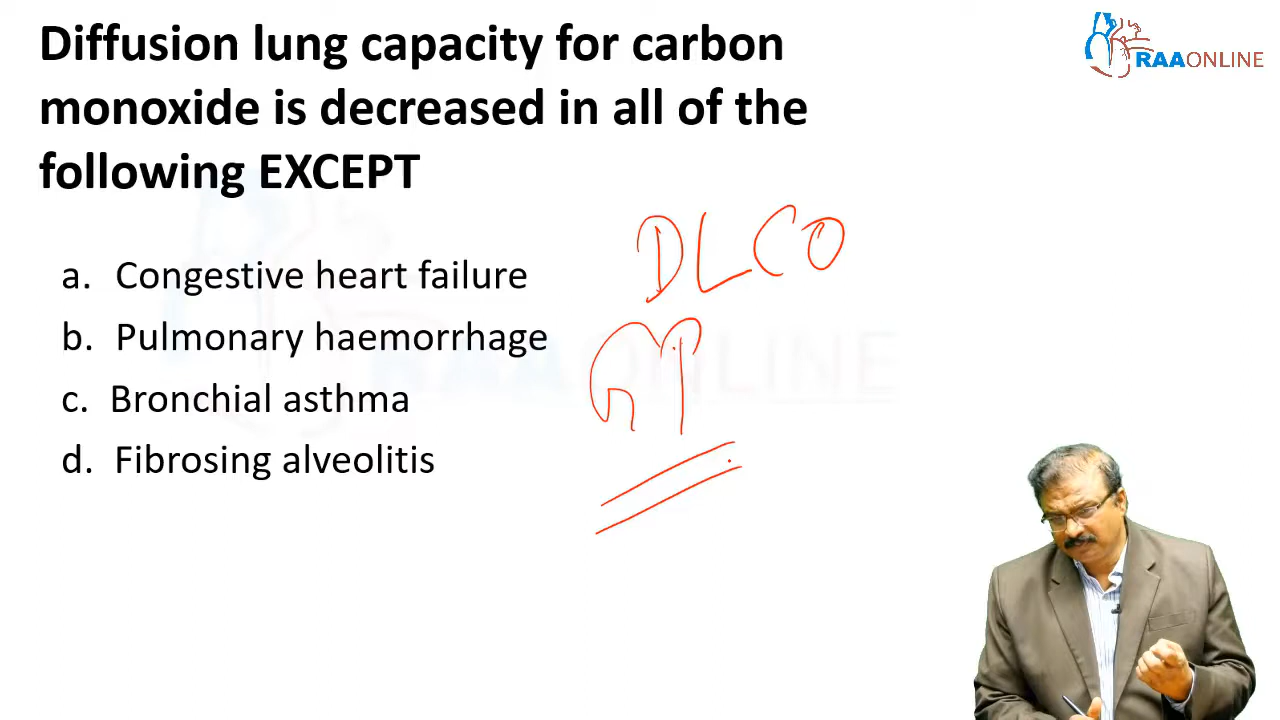 Diffusion lung capacity for carbon
monoxide is decreased in all of the
following EXCEPT
RAAONLINE
a. Congestive heart failure
b. Pulmonary haemorrhage
c. Bronchial asthma
d. Fibrosing alveolitis
DLCO
RAAONLINE